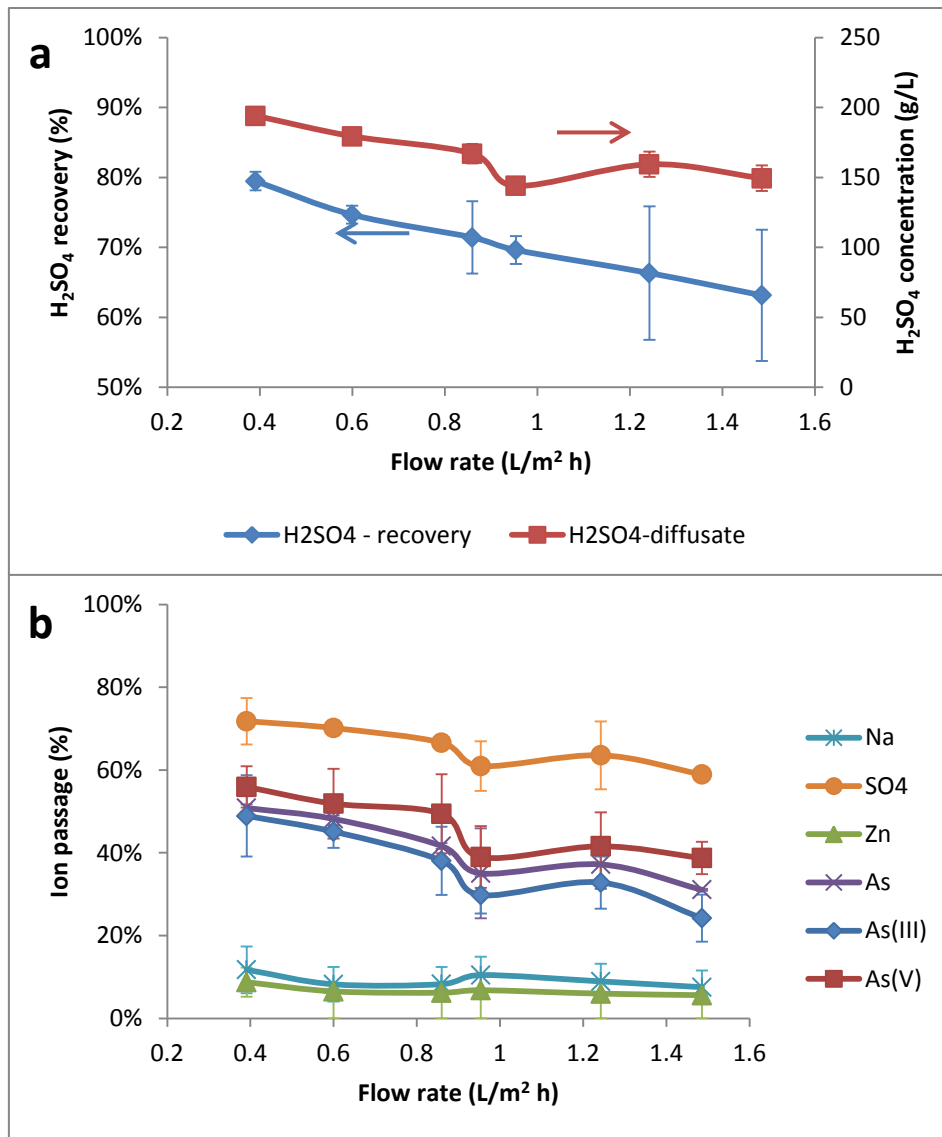 a
H₂SO₄ recovery (%)
100%
90%
80%
70%
60%
50%
250
200
150
100
50
0
H₂SO₄ concentration (g/L)
0.2 0.4 0.6 0.8 1 1.2 1.4 1.6
Flow rate (L/m² h)
H2SO4 - recovery H2SO4-diffusate
b
Ion passage (%)
100%
80%
60%
40%
20%
0%
0.2 0.4 0.6 0.8 1 1.2 1.4 1.6
Flow rate (L/m² h)
Na
SO4
Zn
As
As(III)
As(V)